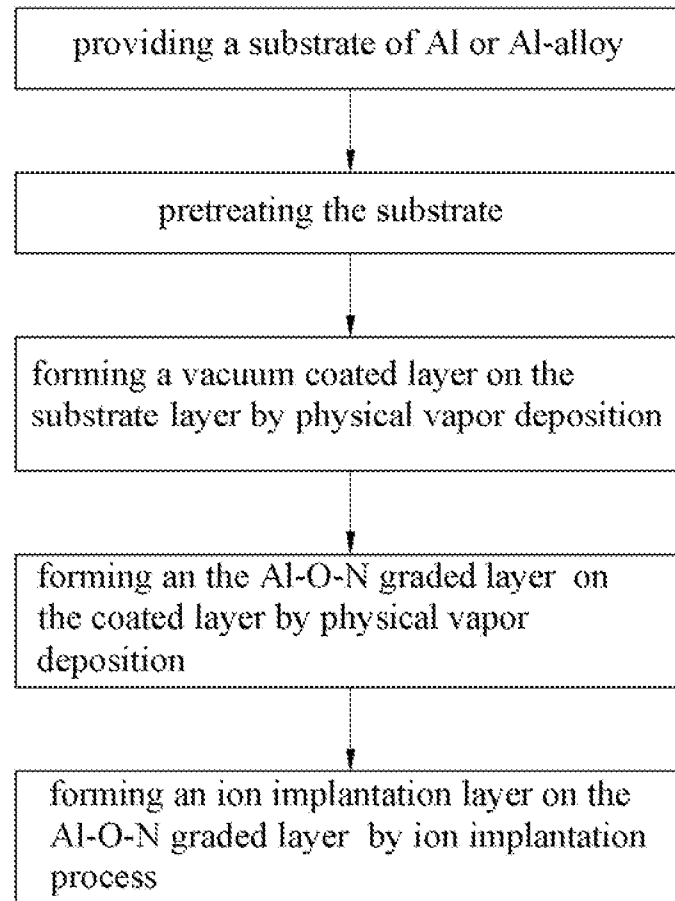 providing a substrate of Al or Al-alloy
pretreating the substrate
forming a vacuum coated layer on the
substrate layer by physical vapor deposition
forming an the Al-O-N graded layer on
the coated layer by physical vapor
deposition
forming an ion implantation layer on the
Al-O-N graded layer by ion implantation
process